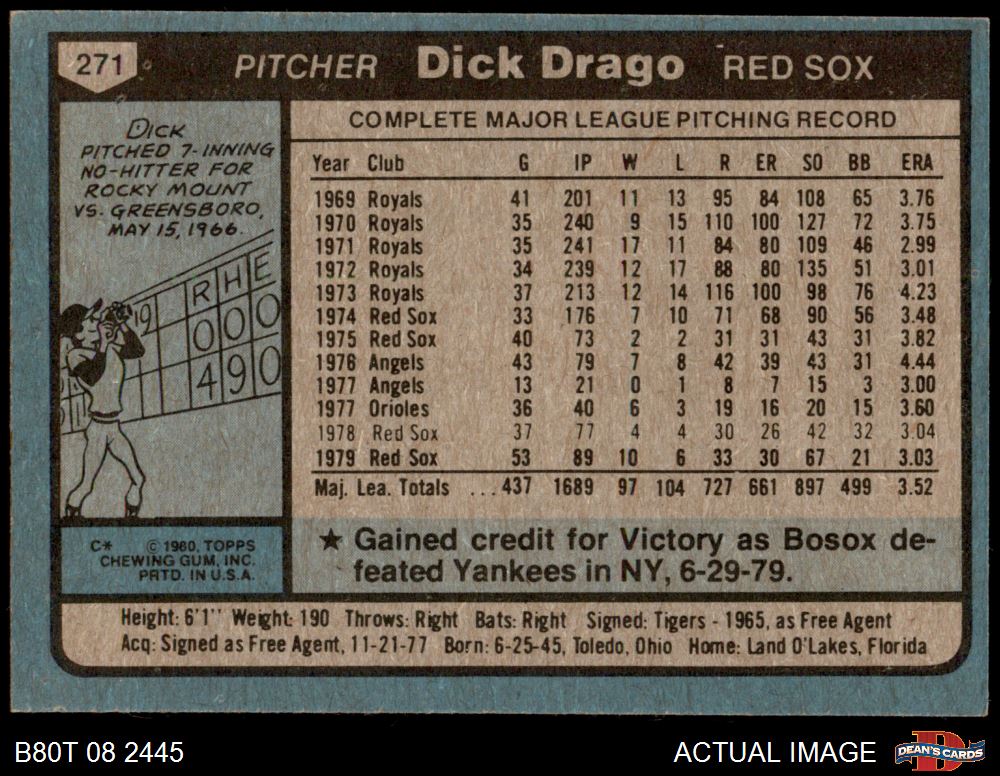 271 PITCHER Dick Drago RED SOX
DICK
PITCHED 7-INNING
NO-HITTER FOR
ROCKY MOUNT
VS. GREENSBORO,
MAY 15, 1966.
9 R H E
0 0 0
4 9 0
C* © 1980, TOPPS
CHEWING GUM, INC.
PRTD. IN U.S.A.
COMPLETE MAJOR LEAGUE PITCHING RECORD
Year Club G IP W L R ER SO BB ERA
1969 Royals 41 201 11 13 95 84 108 65 3.76
1970 Royals 35 240 9 15 110 100 127 72 3.75
1971 Royals 35 241 17 11 84 80 109 46 2.99
1972 Royals 34 239 12 17 88 80 135 51 3.01
1973 Royals 37 213 12 14 116 100 98 76 4.23
1974 Red Sox 33 176 7 10 71 68 90 56 3.48
1975 Red Sox 40 73 2 2 31 31 43 31 3.82
1976 Angels 43 79 7 8 42 39 43 31 4.44
1977 Angels 13 21 0 1 8 7 15 3 3.00
1977 Orioles 36 40 6 3 19 16 20 15 3.60
1978 Red Sox 37 77 4 4 30 26 42 32 3.04
1979 Red Sox 53 89 10 6 33 30 67 21 3.03
Maj. Lea. Totals ...437 1689 97 104 727 661 897 499 3.52
★ Gained credit for Victory as Bosox de-
feated Yankees in NY, 6-29-79.
Height: 6'1" Weight: 190 Throws: Right Bats: Right Signed: Tigers - 1965, as Free Agent
Acq: Signed as Free Agent, 11-21-77 Born: 6-25-45, Toledo, Ohio Home: Land O'Lakes, Florida
B80T 08 2445 ACTUAL IMAGE DEAN'S CARDS